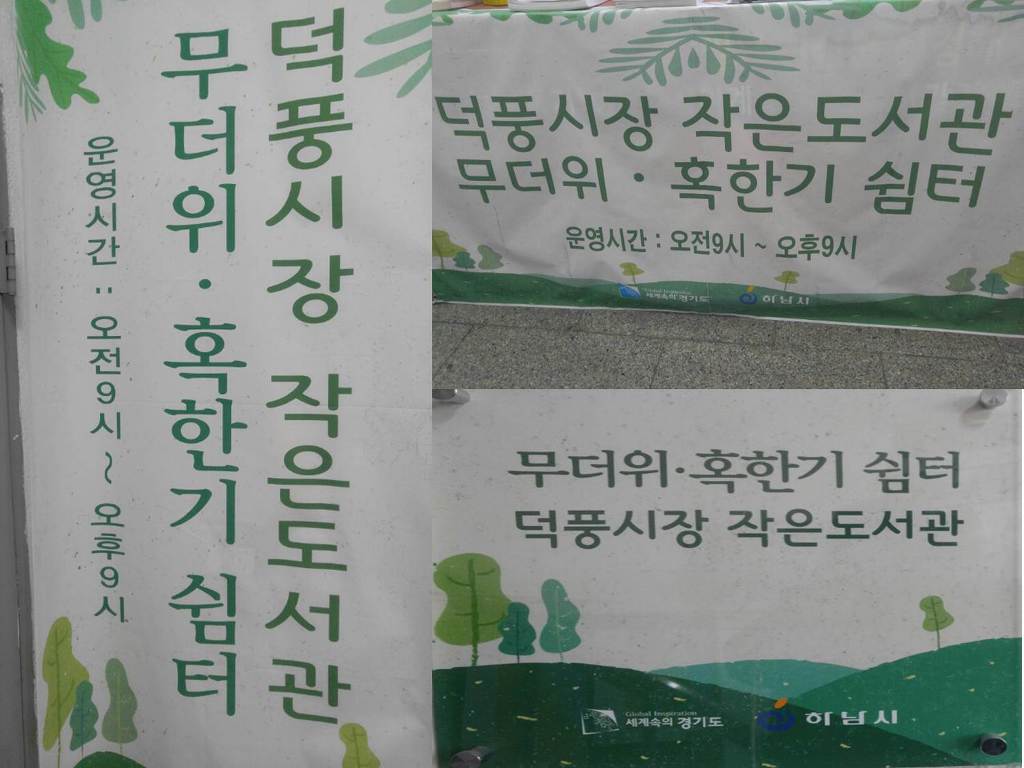 덕풍시장 작은도서관
무더위·혹한기 쉼터
운영시간 : 오전9시 ~ 오후9시
덕풍시장 작은도서관
무더위·혹한기 쉼터
운영시간 : 오전9시 ~ 오후9시
Global Inspiration
세계속의 경기도
하남시
무더위·혹한기 쉼터
덕풍시장 작은도서관
Global Inspiration
세계속의 경기도
하남시